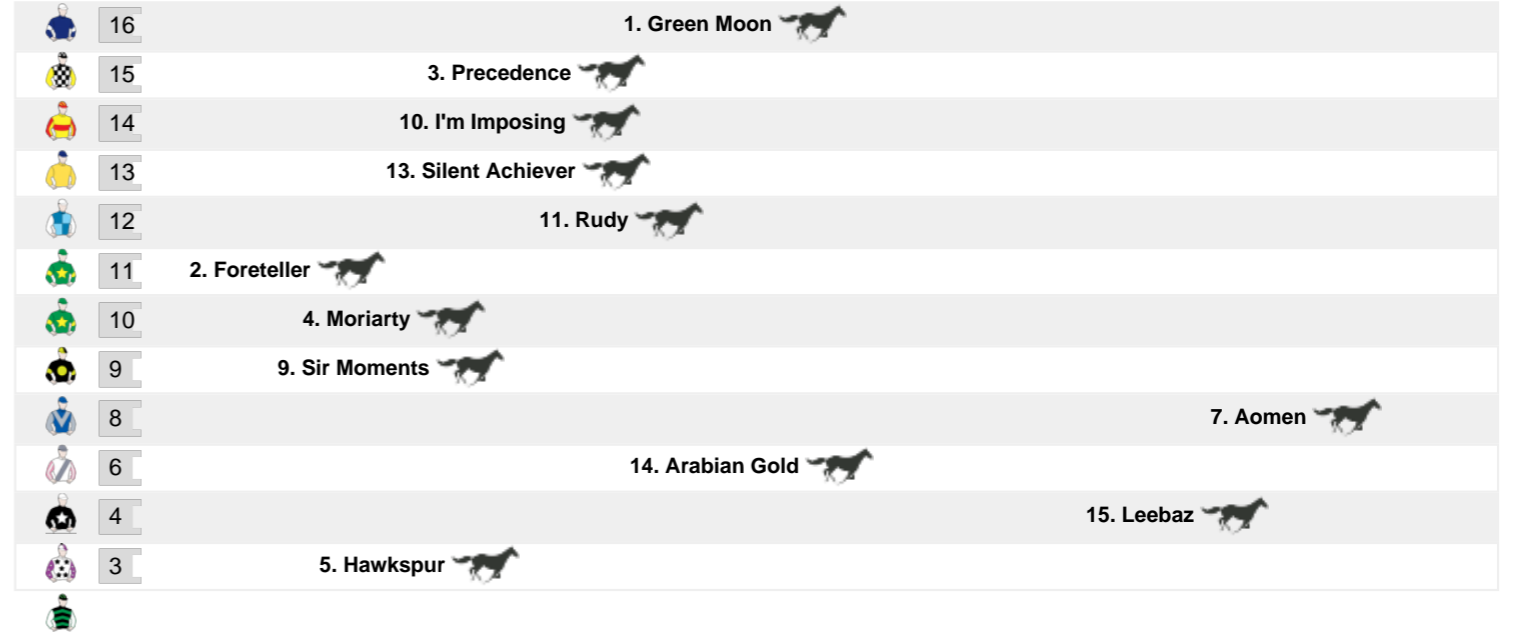 16 1. Green Moon
15 3. Precedence
14 10. I'm Imposing
13 13. Silent Achiever
12 11. Rudy
11 2. Foreteller
10 4. Moriarty
9 9. Sir Moments
8 7. Aomen
6 14. Arabian Gold
4 15. Leebaz
3 5. Hawkspur